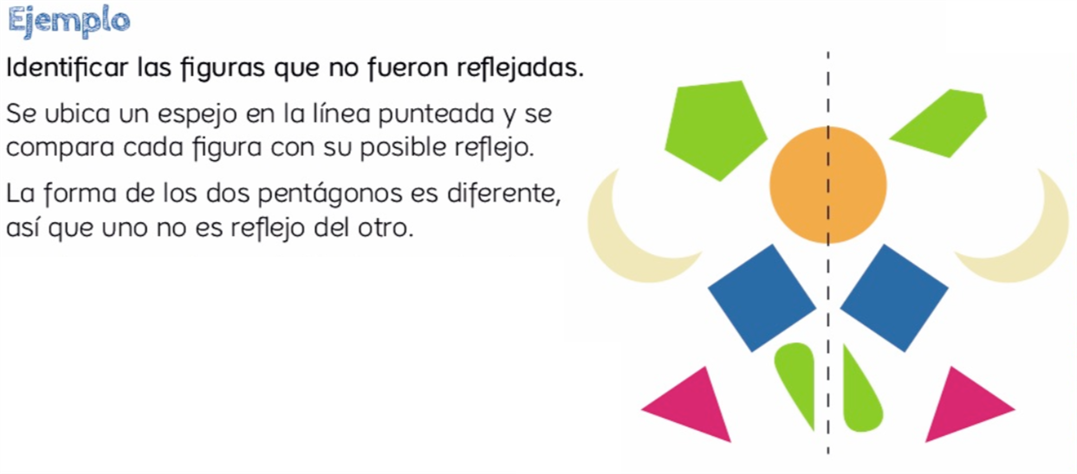 Ejemplo
Identificar las figuras que no fueron reflejadas.
Se ubica un espejo en la línea punteada y se
compara cada figura con su posible reflejo.
La forma de los dos pentágonos es diferente,
así que uno no es reflejo del otro.